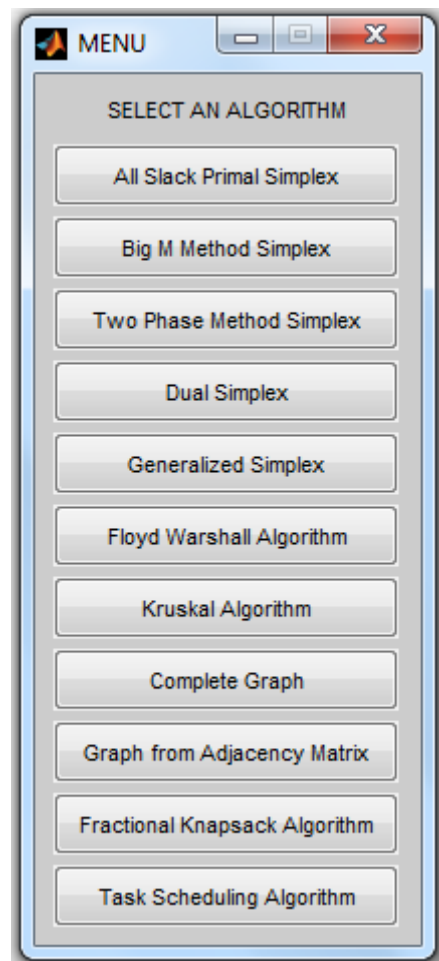 MENU
SELECT AN ALGORITHM
All Slack Primal Simplex
Big M Method Simplex
Two Phase Method Simplex
Dual Simplex
Generalized Simplex
Floyd Warshall Algorithm
Kruskal Algorithm
Complete Graph
Graph from Adjacency Matrix
Fractional Knapsack Algorithm
Task Scheduling Algorithm